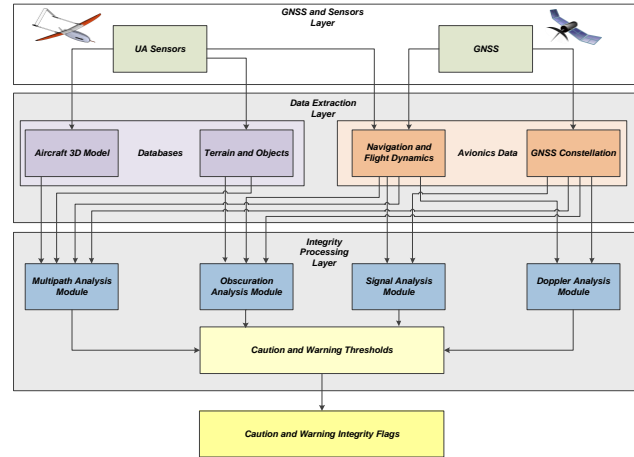 GNSS and Sensors
Layer
UA Sensors
GNSS
Data Extraction
Layer
Aircraft 3D Model
Databases
Terrain and Objects
Navigation and
Flight Dynamics
Avionics Data
GNSS Constellation
Integrity
Processing
Layer
Multipath Analysis
Module
Obscuration
Analysis Module
Signal Analysis
Module
Doppler Analysis
Module
Caution and Warning Thresholds
Caution and Warning Integrity Flags